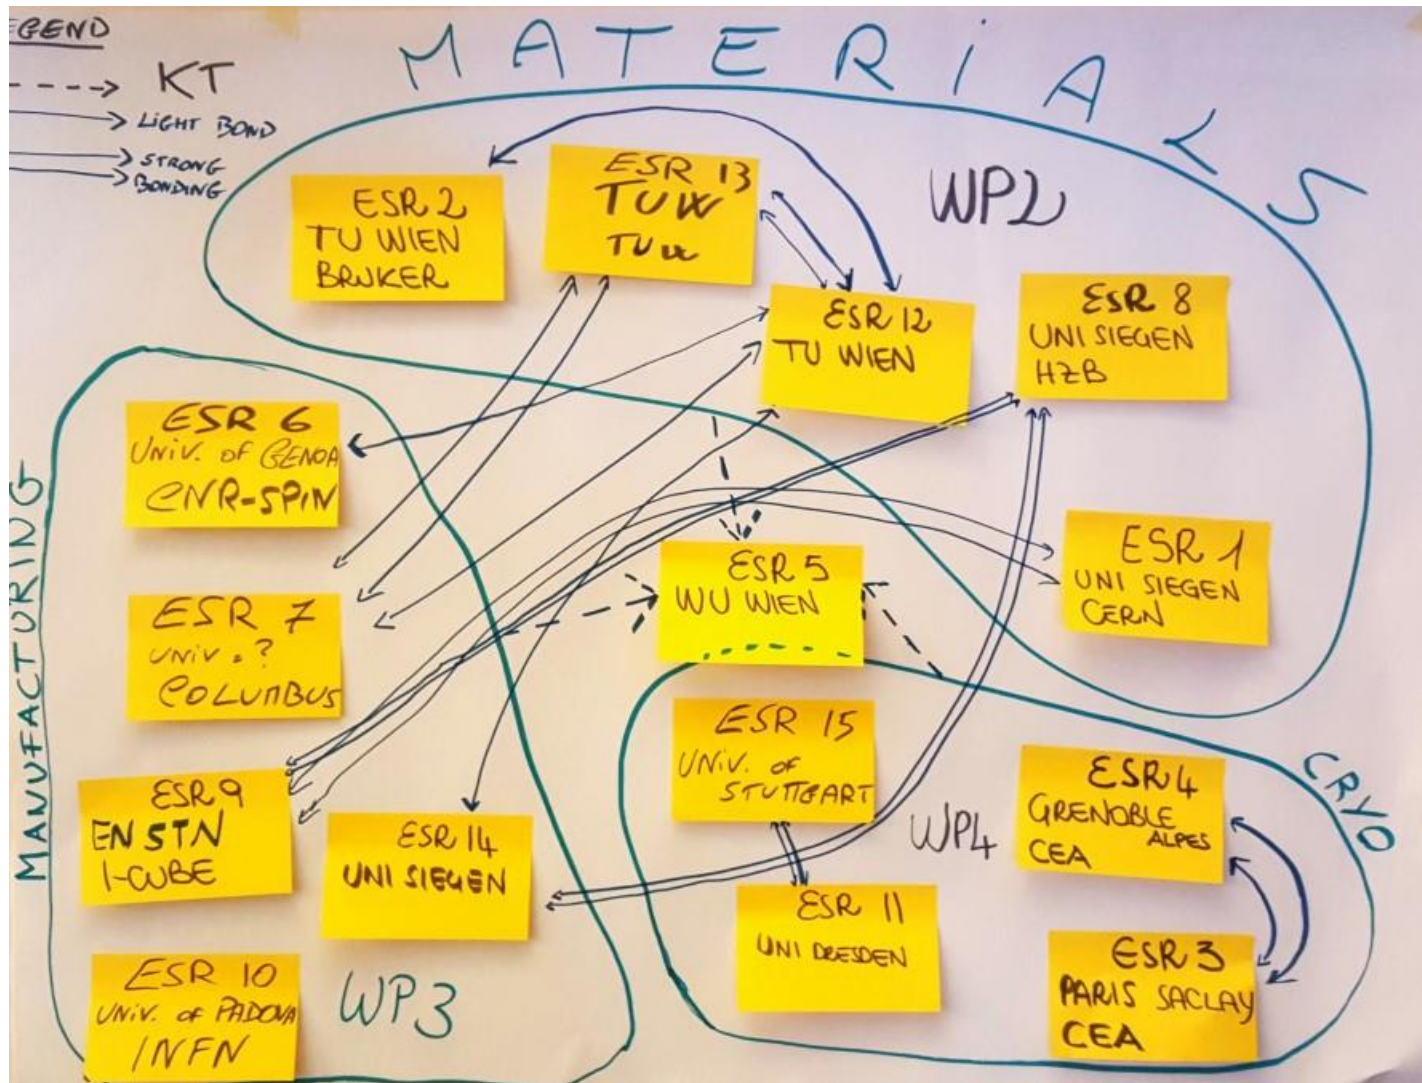 EGEND
KT
LIGHT BOND
STRONG
BONDING
MATERIALS
WP2
ESR 2
TU WIEN
BRUKER
ESR 13
TUW
TUW
ESR 12
TU WIEN
ESR 8
UNI SIEGEN
HZB
ESR 1
UNI SIEGEN
CERN
ESR 5
WU WIEN
MANUFACTURING
ESR 6
UNIV. OF GENOA
CNR-SPIN
ESR 7
UNIV. ?
COLUMBUS
ESR 9
ENSTN
I-CUBE
ESR 14
UNI SIEGEN
ESR 10
UNIV. OF PADOVA
INFN
WP3
CRYO
WP4
ESR 15
UNIV. OF
STUTTGART
ESR 4
GRENOBLE
ALPES
CEA
ESR 11
UNI DRESDEN
ESR 3
PARIS SACLAY
CEA